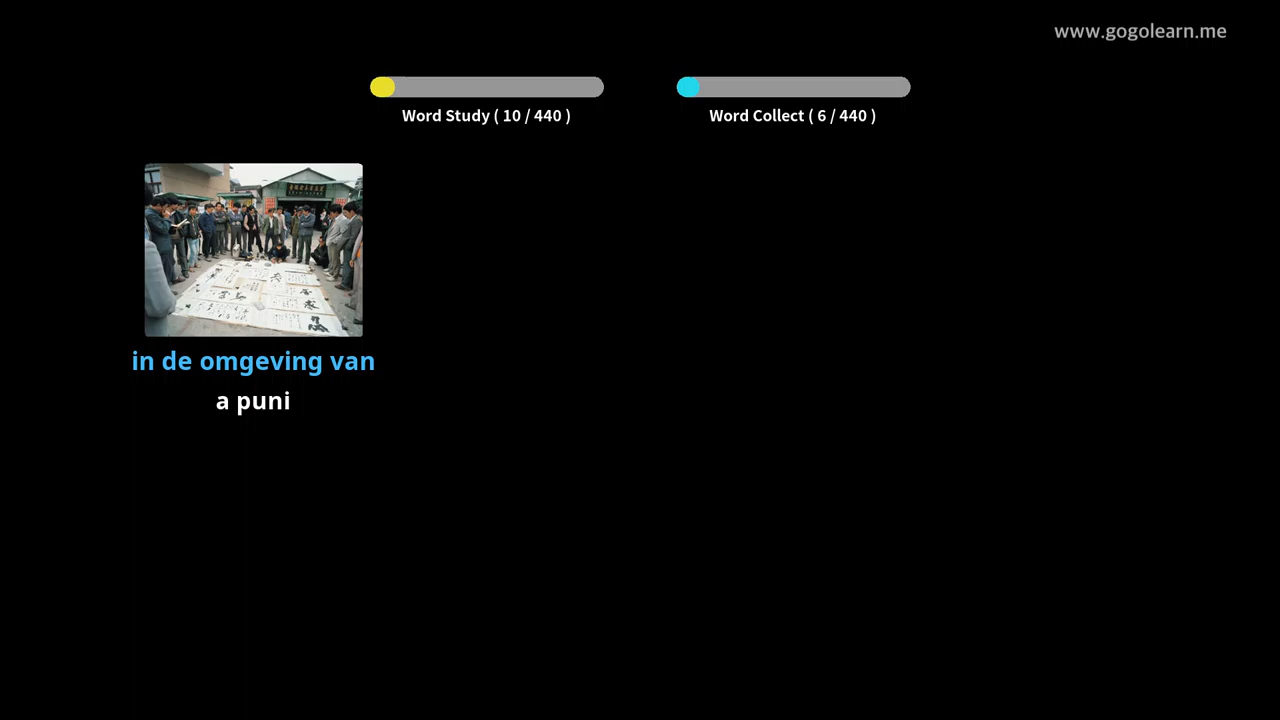 www.gogolearn.me
Word Study ( 10 / 440 )
Word Collect ( 6 / 440 )
in de omgeving van
a puni